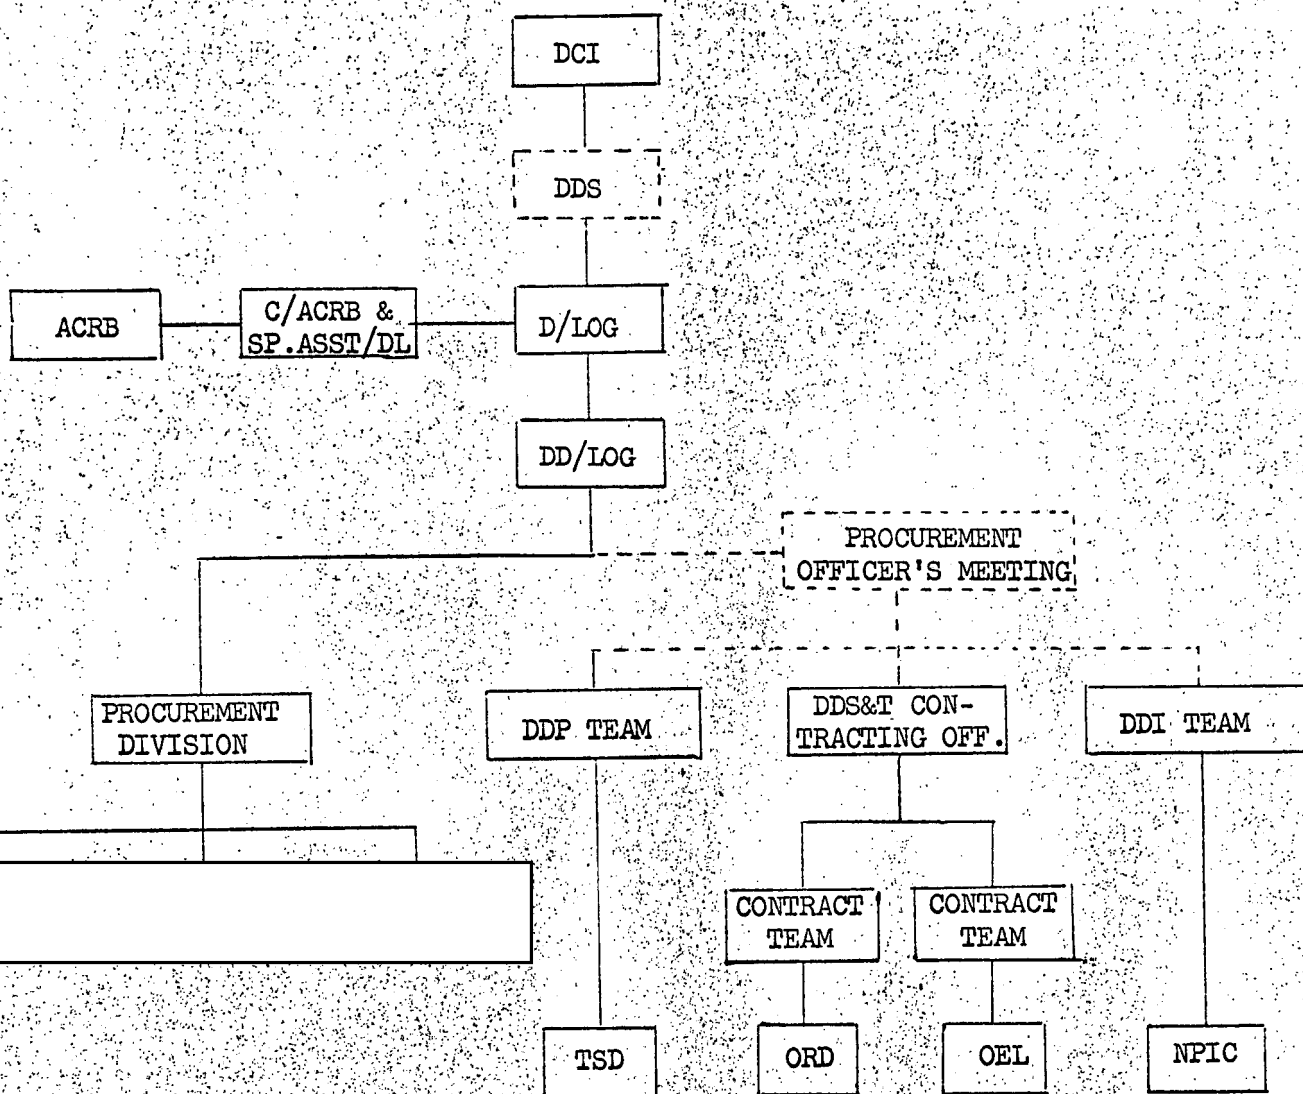 DCI
DDS
ACRB
C/ACRB &
SP.ASST/DL
D/LOG
DD/LOG
PROCUREMENT
OFFICER'S MEETING
PROCUREMENT
DIVISION
DDP TEAM
DDS&T CON-
TRACTING OFF.
DDI TEAM
CONTRACT
TEAM
CONTRACT
TEAM
TSD
ORD
OEL
NPIC